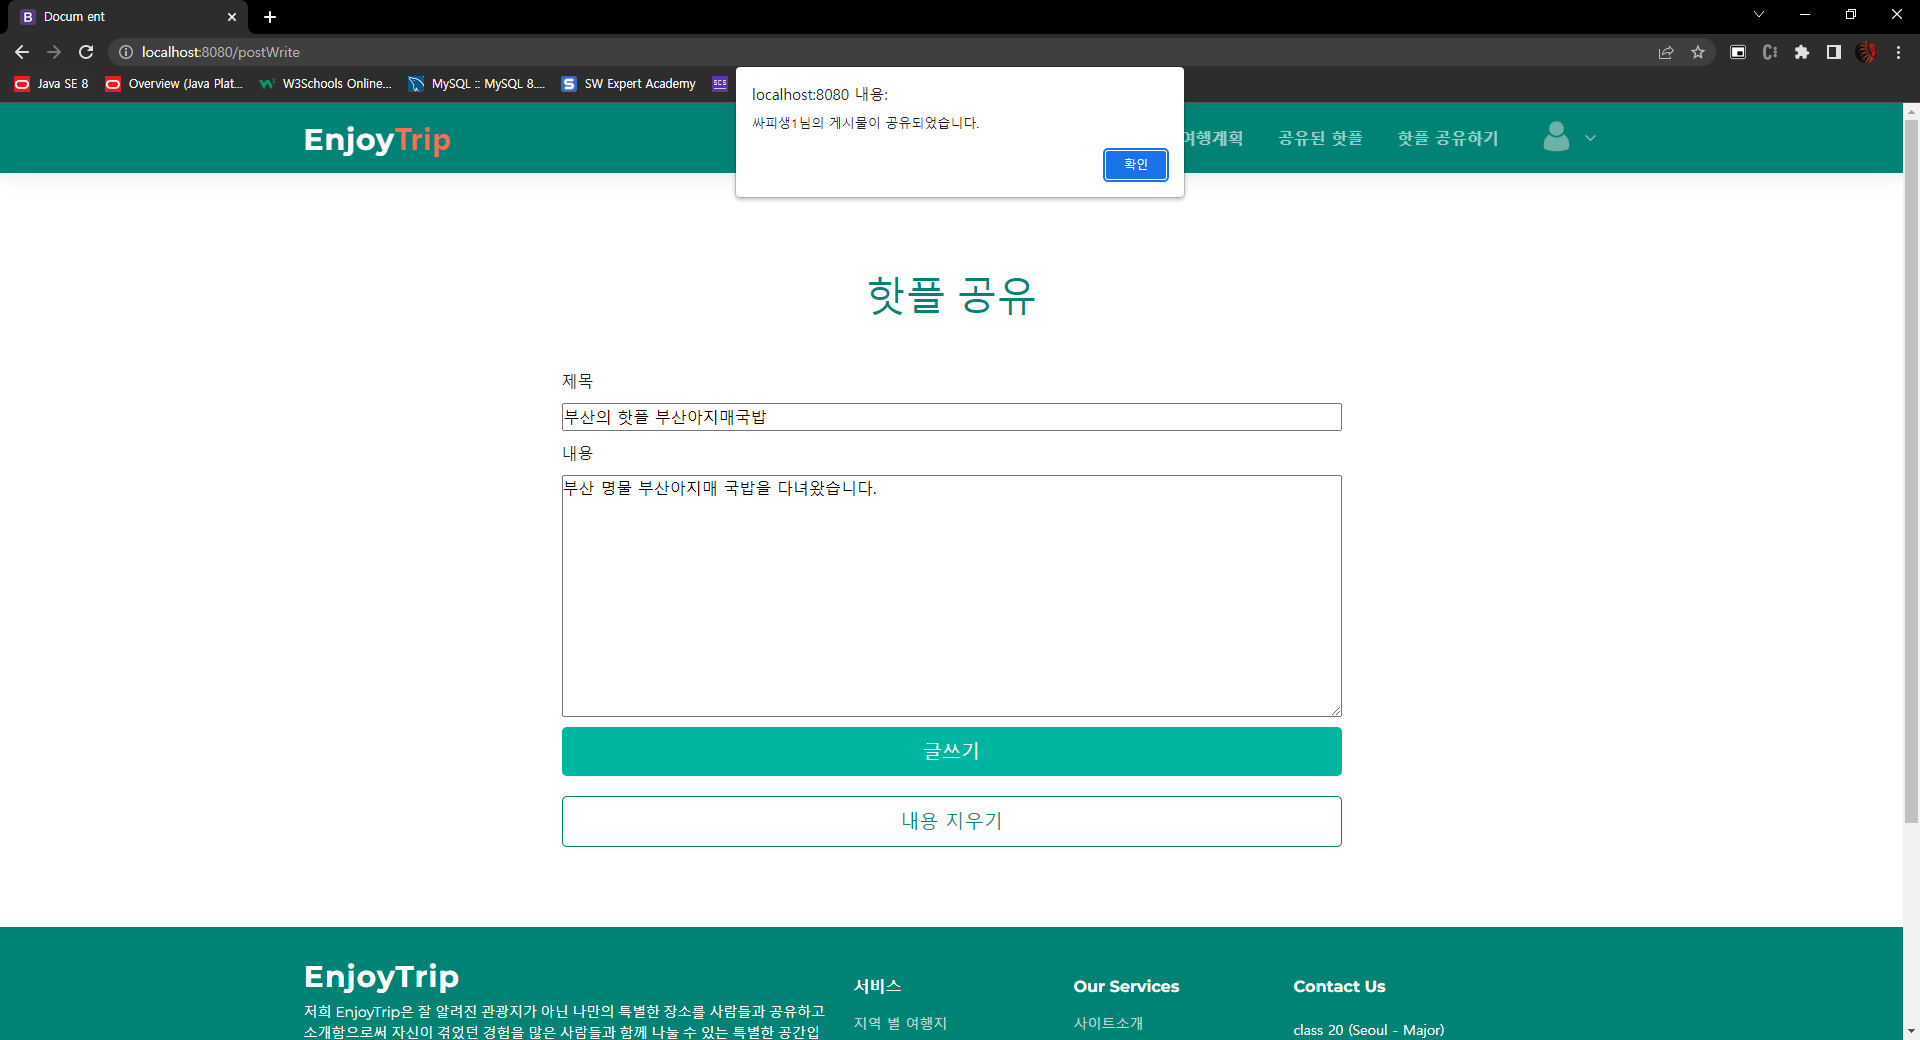 Docum ent
localhost:8080/postWrite
Java SE 8
Overview (Java Plat...
W3Schools Online...
MySQL :: MySQL 8....
SW Expert Academy
SCS
localhost:8080 내용:
싸피생1님의 게시물이 공유되었습니다.
확인
EnjoyTrip
여행계획
공유된 핫플
핫플 공유하기
핫플 공유
제목
부산의 핫플 부산아지매국밥
내용
부산 명물 부산아지매 국밥을 다녀왔습니다.
글쓰기
내용 지우기
EnjoyTrip
저희 EnjoyTrip은 잘 알려진 관광지가 아닌 나만의 특별한 장소를 사람들과 공유하고
소개함으로써 자신이 겪었던 경험을 많은 사람들과 함께 나눌 수 있는 특별한 공간입
서비스
지역 별 여행지
Our Services
사이트소개
Contact Us
class 20 (Seoul - Major)